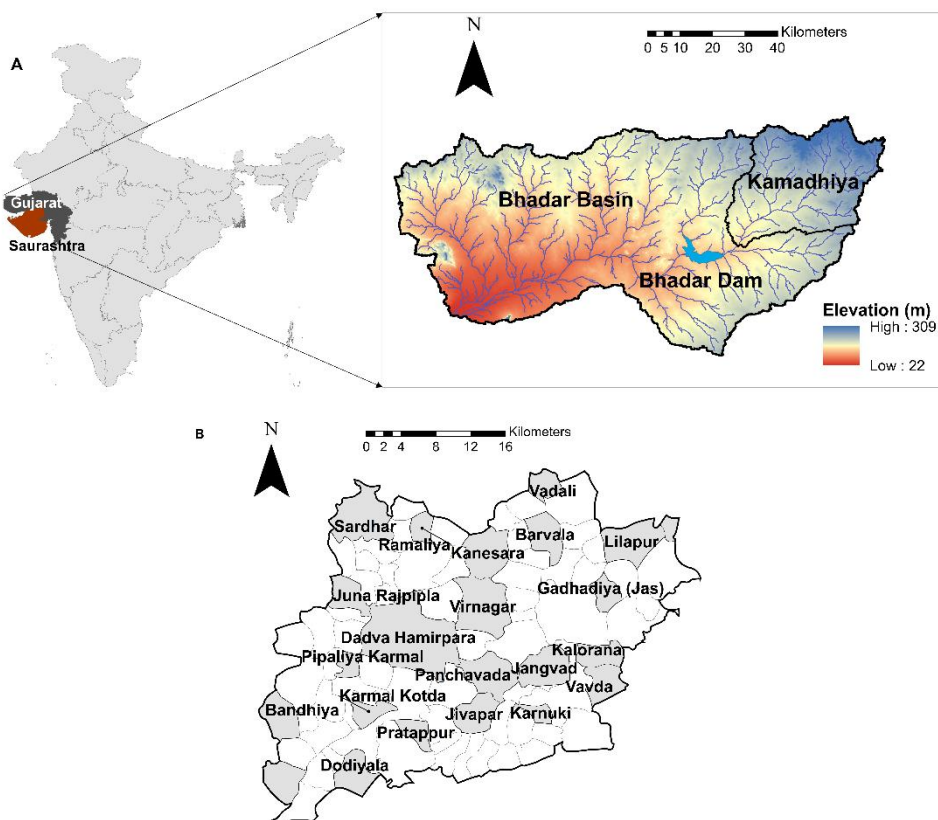 A
Gujarat
Saurashtra
N
Kilometers
0 5 10 20 30 40
Bhadar Basin
Kamadhiya
Bhadar Dam
Elevation (m)
High : 309
Low : 22
B
N
Kilometers
0 2 4 8 12 16
Vadali
Sardhar
Ramaliya
Barvala
Kanesara
Lilapur
Juna Rajpipla
Virnagar
Gadhadiya (Jas)
Dadva Hamirpara
Kalorana
Pipaliya Karmal
Panchavada
Jangvad
Vavda
Karmal Kotda
Bandhiya
Jivapar
Karnuki
Pratappur
Dodiyala